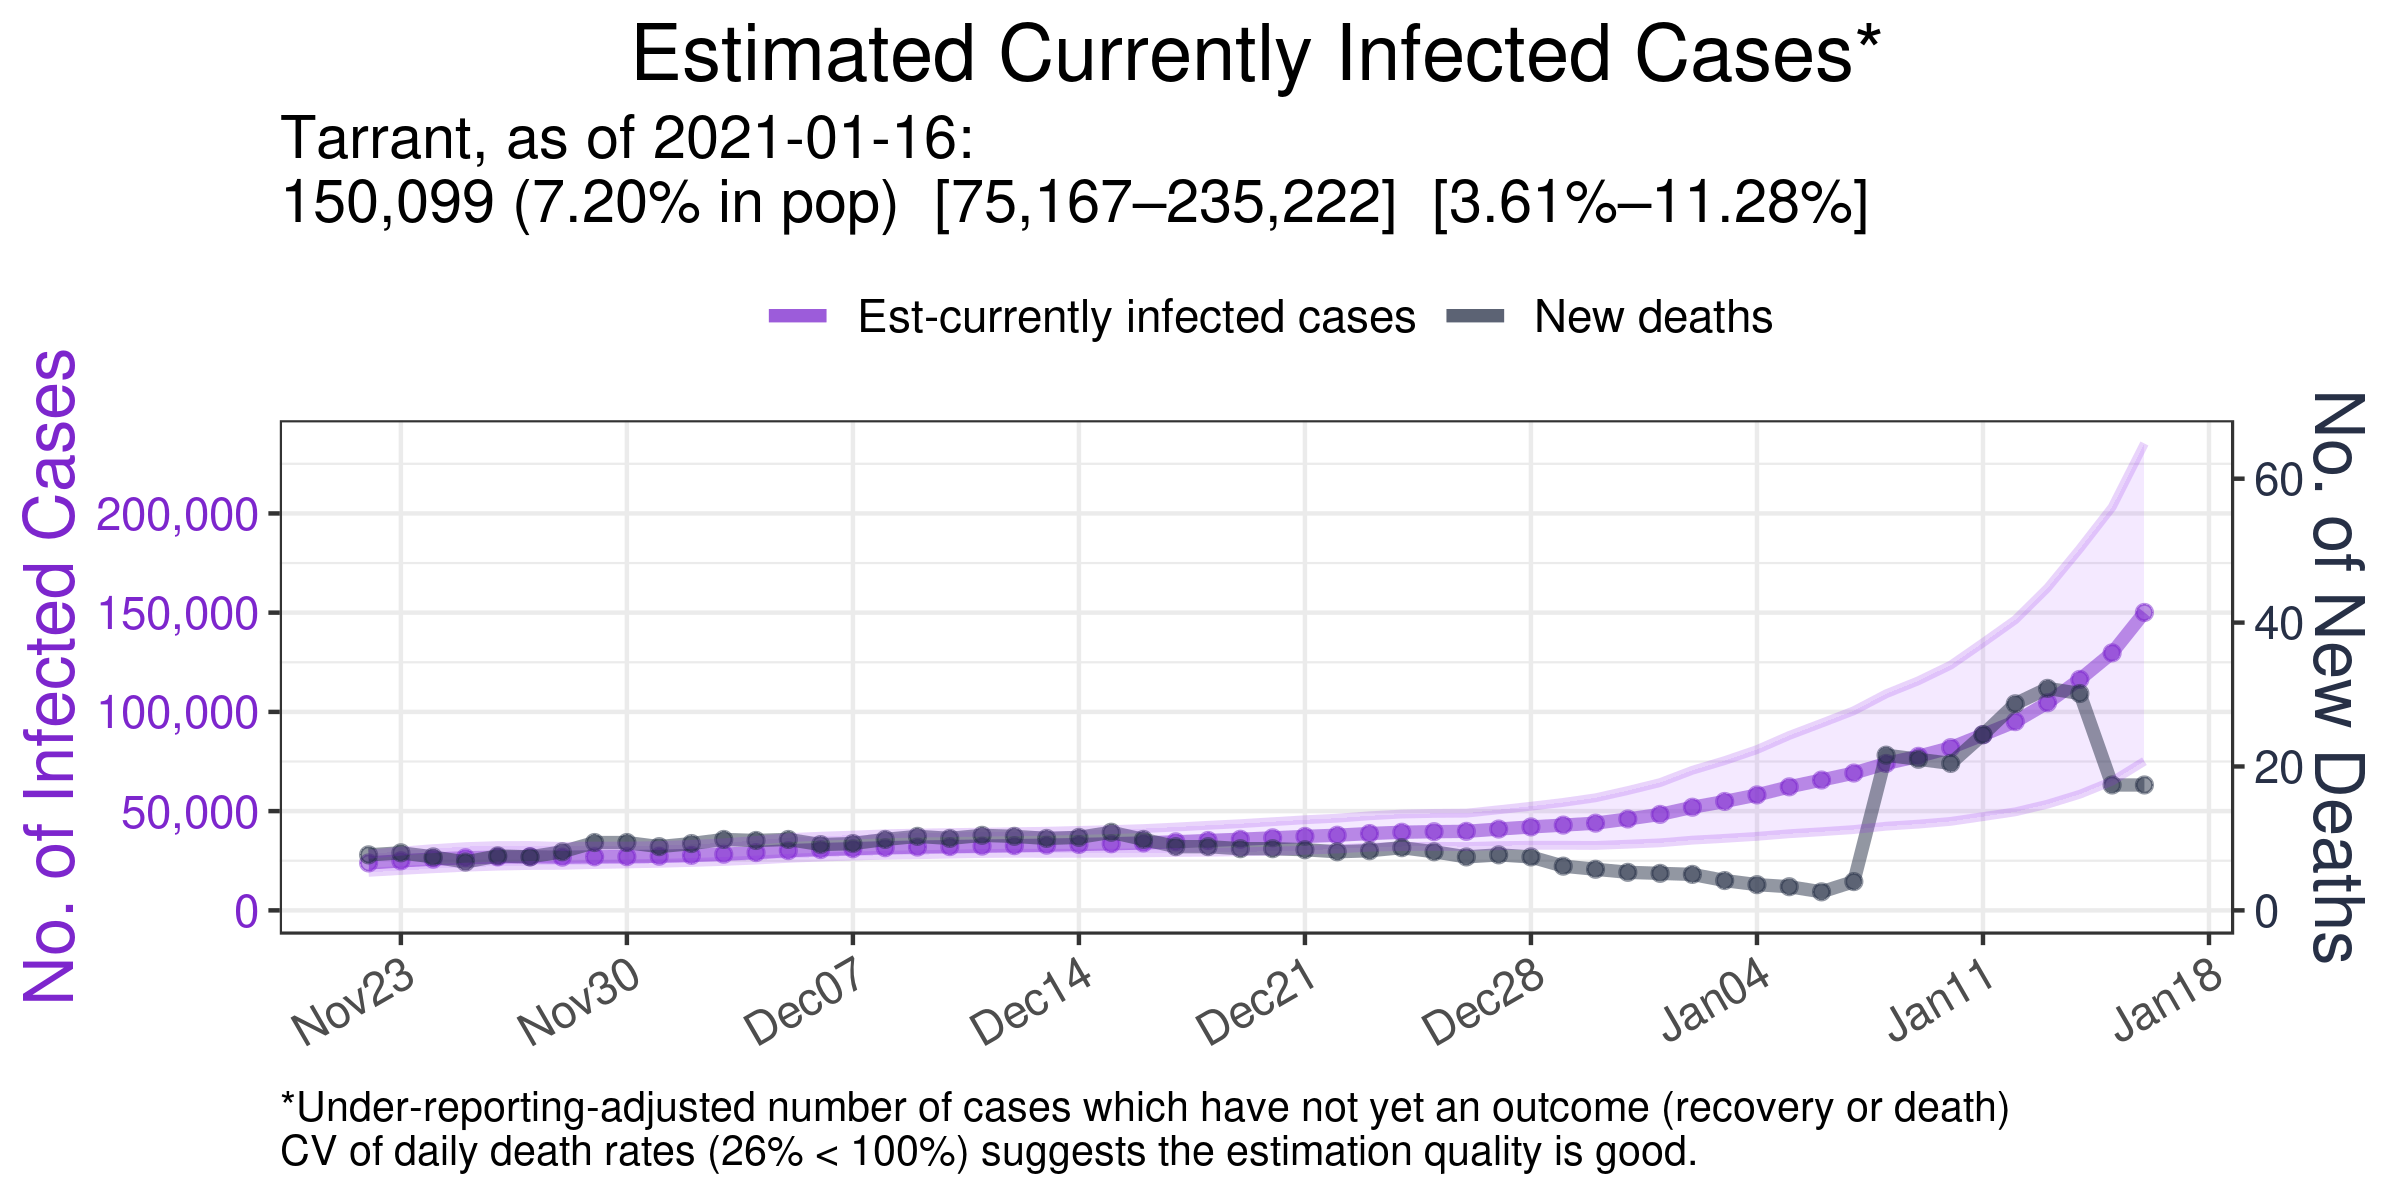 Estimated Currently Infected Cases*
Tarrant, as of 2021-01-16:
150,099 (7.20% in pop)  [75,167–235,222]  [3.61%–11.28%]
Est-currently infected cases
New deaths
No. of Infected Cases
200,000
150,000
100,000
50,000
0
60
40
20
0
No. of New Deaths
Nov23
Nov30
Dec07
Dec14
Dec21
Dec28
Jan04
Jan11
Jan18
*Under-reporting-adjusted number of cases which have not yet an outcome (recovery or death)
CV of daily death rates (26% < 100%) suggests the estimation quality is good.